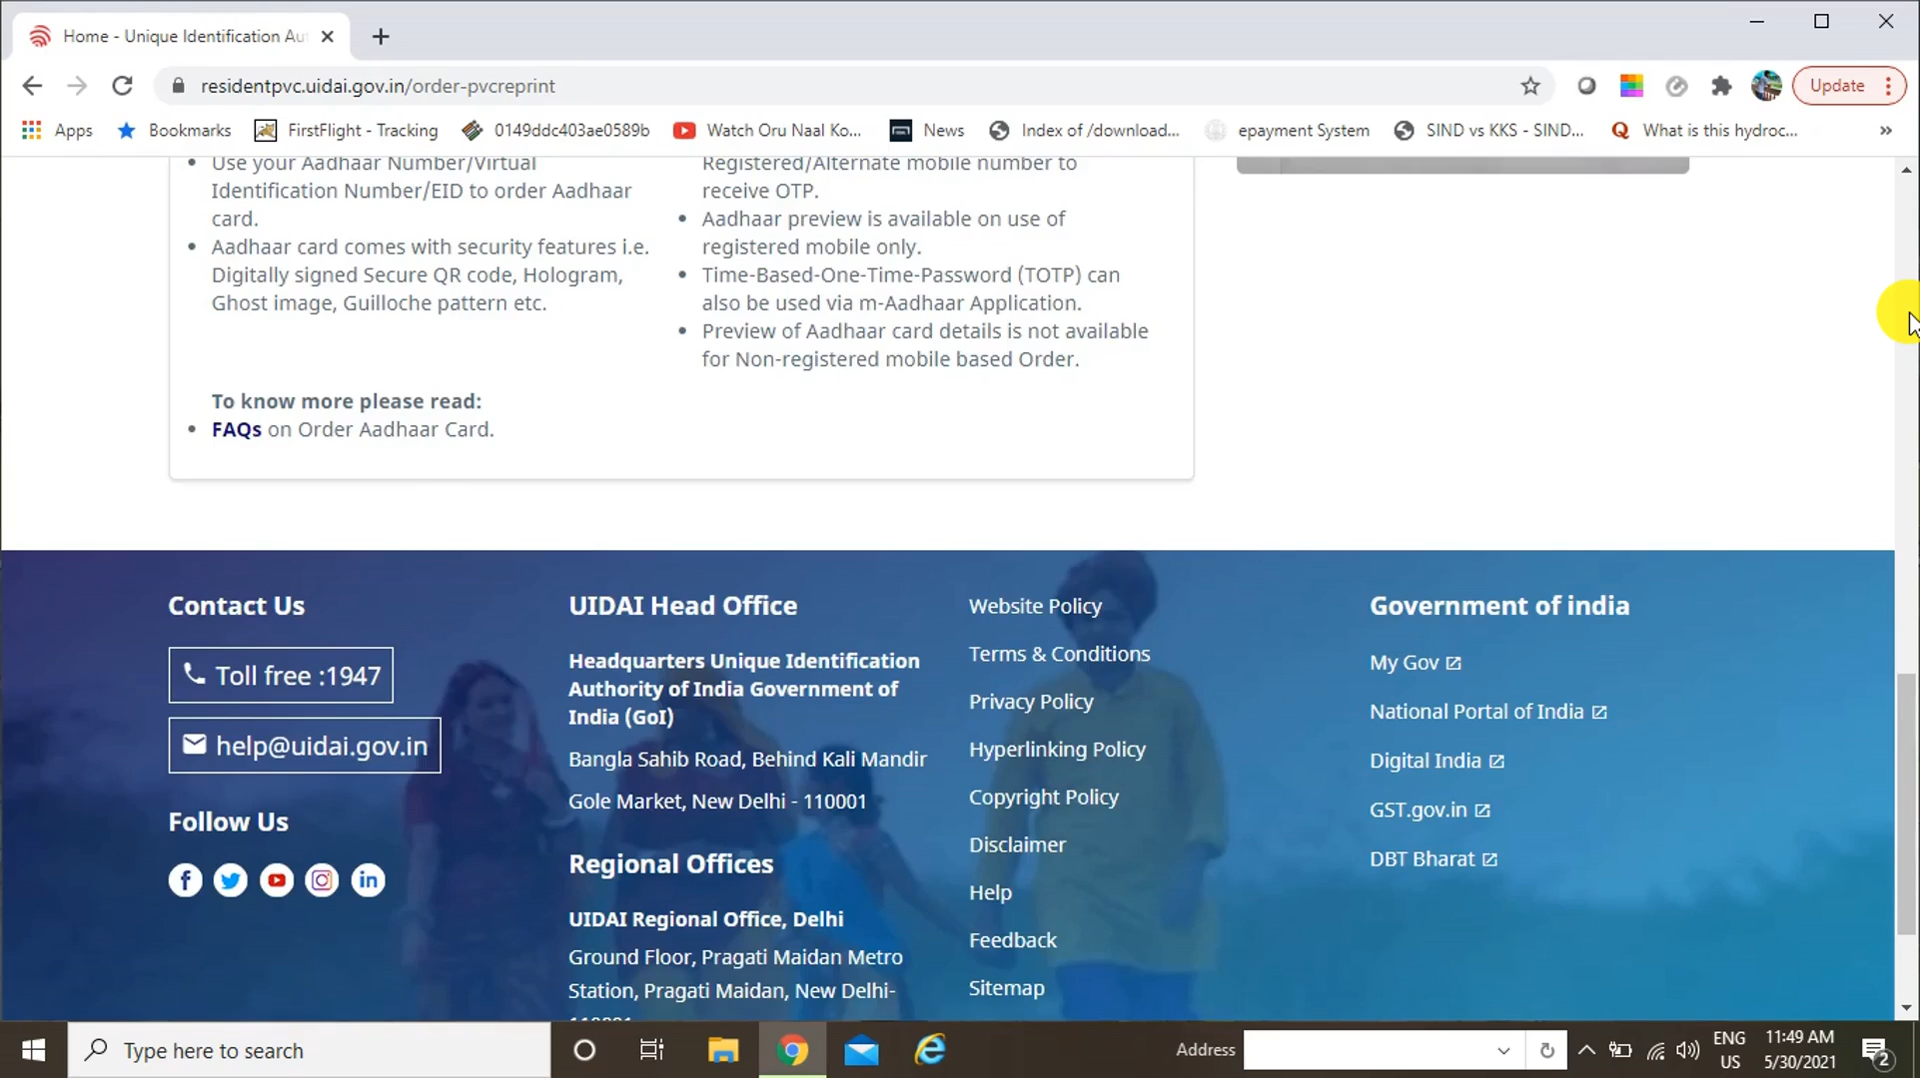 Home - Unique Identification Au
residentpvc.uidai.gov.in/order-pvcreprint
Update
Apps
Bookmarks
FirstFlight - Tracking
0149ddc403ae0589b
Watch Oru Naal Ko...
News
Index of /download...
epayment System
SIND vs KKS - SIND...
What is this hydroc...
Use your Aadhaar Number/Virtual
Identification Number/EID to order Aadhaar
card.
Aadhaar card comes with security features i.e.
Digitally signed Secure QR code, Hologram,
Ghost image, Guilloche pattern etc.
Registered/Alternate mobile number to
receive OTP.
Aadhaar preview is available on use of
registered mobile only.
Time-Based-One-Time-Password (TOTP) can
also be used via m-Aadhaar Application.
Preview of Aadhaar card details is not available
for Non-registered mobile based Order.
To know more please read:
FAQs on Order Aadhaar Card.
Contact Us
Toll free :1947
help@uidai.gov.in
Follow Us
UIDAI Head Office
Headquarters Unique Identification
Authority of India Government of
India (GoI)
Bangla Sahib Road, Behind Kali Mandir
Gole Market, New Delhi - 110001
Regional Offices
UIDAI Regional Office, Delhi
Ground Floor, Pragati Maidan Metro
Station, Pragati Maidan, New Delhi-
Website Policy
Terms & Conditions
Privacy Policy
Hyperlinking Policy
Copyright Policy
Disclaimer
Help
Feedback
Sitemap
Government of india
My Gov
National Portal of India
Digital India
GST.gov.in
DBT Bharat
Type here to search
Address
ENG
US
11:49 AM
5/30/2021
2